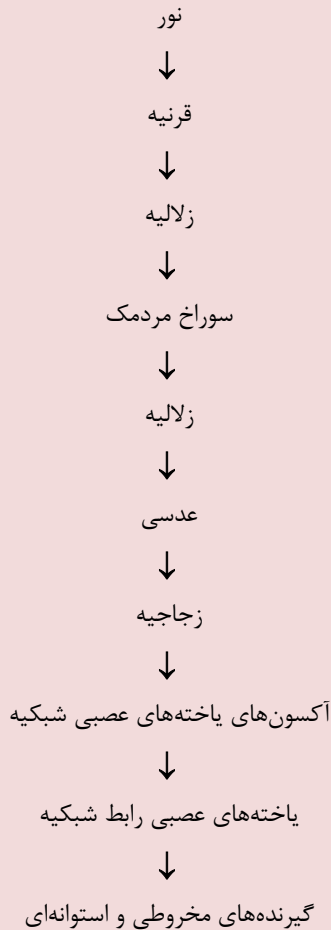 نور
↓
قرنیه
↓
زلالیه
↓
سوراخ مردمک
↓
زلالیه
↓
عدسی
↓
زجاجیه
↓
آکسون‌های یاخته‌های عصبی شبکیه
↓
یاخته‌های عصبی رابط شبکیه
↓
گیرنده‌های مخروطی و استوانه‌ای